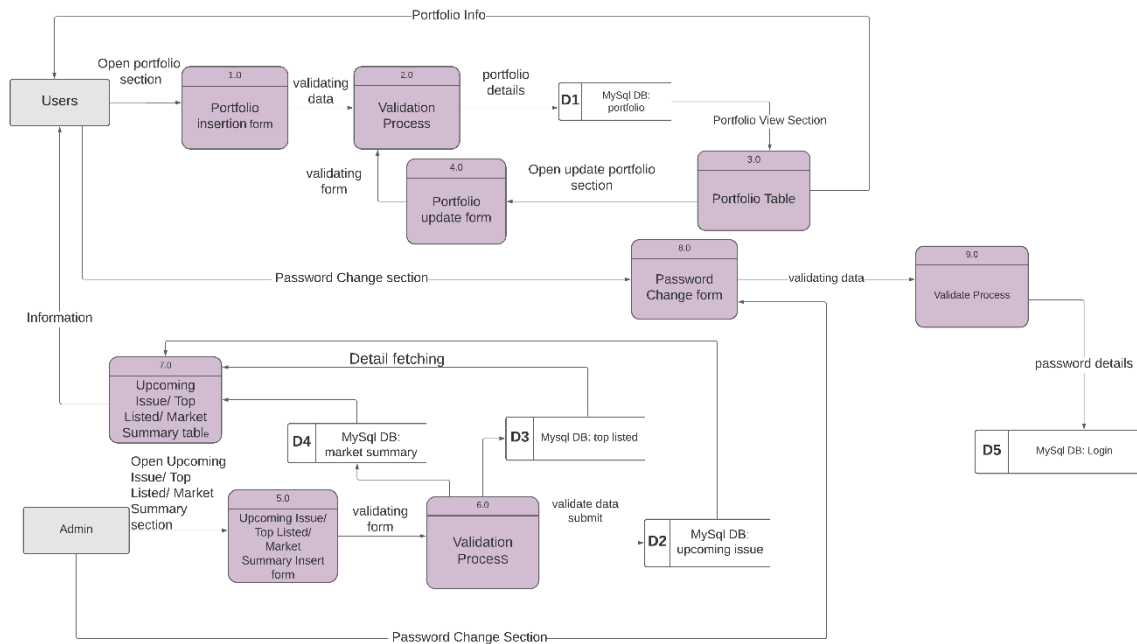 Portfolio Info
Open portfolio
section
Users
1.0
Portfolio
insertion form
validating
data
2.0
Validation
Process
portfolio
details
D1
MySql DB:
portfolio
Portfolio View Section
3.0
Portfolio Table
Open update portfolio
section
4.0
Portfolio
update form
validating
form
Password Change section
8.0
Password
Change form
validating data
9.0
Validate Process
password details
D5
MySql DB: Login
Information
7.0
Upcoming
Issue/ Top
Listed/ Market
Summary table
Detail fetching
D4
MySql DB:
market summary
D3
Mysql DB: top listed
Open Upcoming
Issue/ Top
Listed/ Market
Summary
section
Admin
5.0
Upcoming Issue/
Top Listed/
Market
Summary Insert
form
validating
form
6.0
Validation
Process
validate data
submit
D2
MySql DB:
upcoming issue
Password Change Section